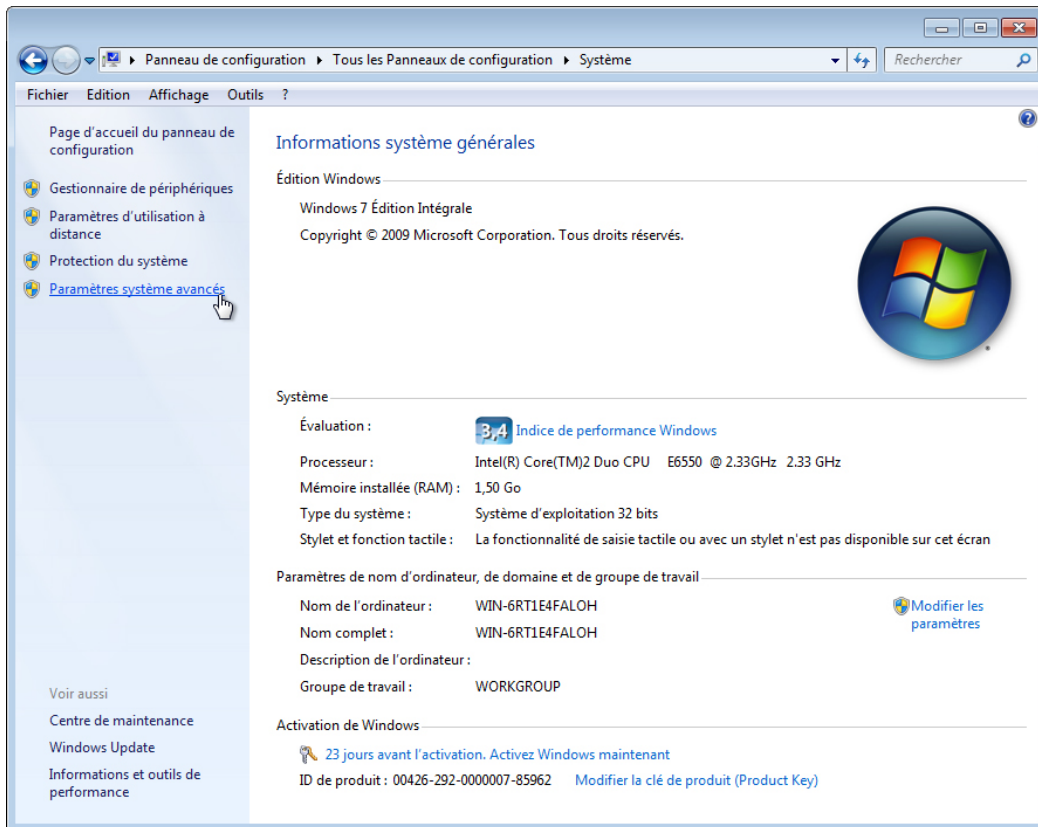 Panneau de configuration ▸ Tous les Panneaux de configuration ▸ Système
Rechercher
Fichier Edition Affichage Outils ?
Page d'accueil du panneau de
configuration
Gestionnaire de périphériques
Paramètres d'utilisation à
distance
Protection du système
Paramètres système avancés
Informations système générales
Édition Windows
Windows 7 Édition Intégrale
Copyright © 2009 Microsoft Corporation. Tous droits réservés.
Système
Évaluation :
3,4 Indice de performance Windows
Processeur : Intel(R) Core(TM)2 Duo CPU E6550 @ 2.33GHz 2.33 GHz
Mémoire installée (RAM) : 1,50 Go
Type du système : Système d'exploitation 32 bits
Stylet et fonction tactile : La fonctionnalité de saisie tactile ou avec un stylet n'est pas disponible sur cet écran
Paramètres de nom d'ordinateur, de domaine et de groupe de travail
Nom de l'ordinateur : WIN-6RT1E4FALOH
Modifier les
paramètres
Nom complet : WIN-6RT1E4FALOH
Description de l'ordinateur :
Groupe de travail : WORKGROUP
Activation de Windows
23 jours avant l'activation. Activez Windows maintenant
ID de produit : 00426-292-0000007-85962 Modifier la clé de produit (Product Key)
Voir aussi
Centre de maintenance
Windows Update
Informations et outils de
performance